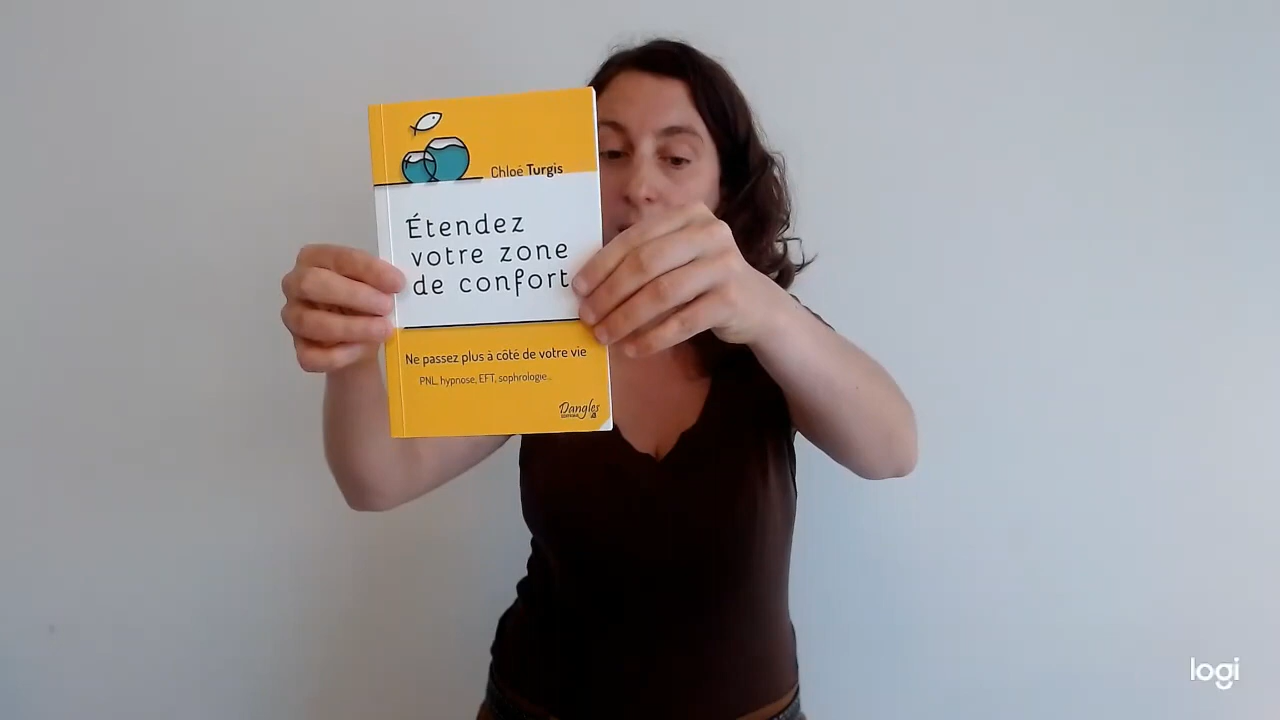 Chloé Turgis
Étendez
votre zone
de confort
Ne passez plus à côté de votre vie
PNL, hypnose, EFT, sophrologie...
Dangles
logi